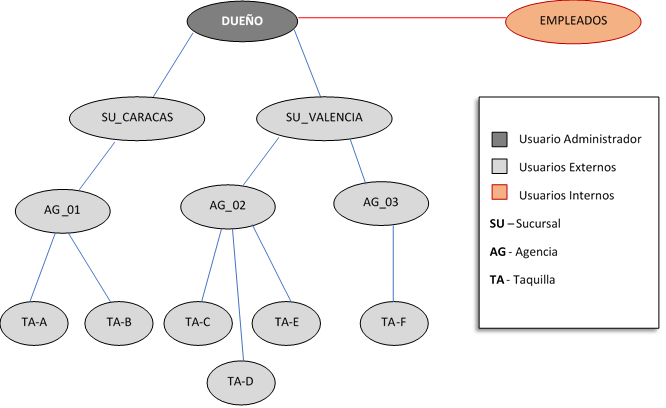 DUEÑO
EMPLEADOS
SU_CARACAS
SU_VALENCIA
AG_01
AG_02
AG_03
TA-A
TA-B
TA-C
TA-E
TA-F
TA-D
Usuario Administrador
Usuarios Externos
Usuarios Internos
SU – Sucursal
AG - Agencia
TA - Taquilla